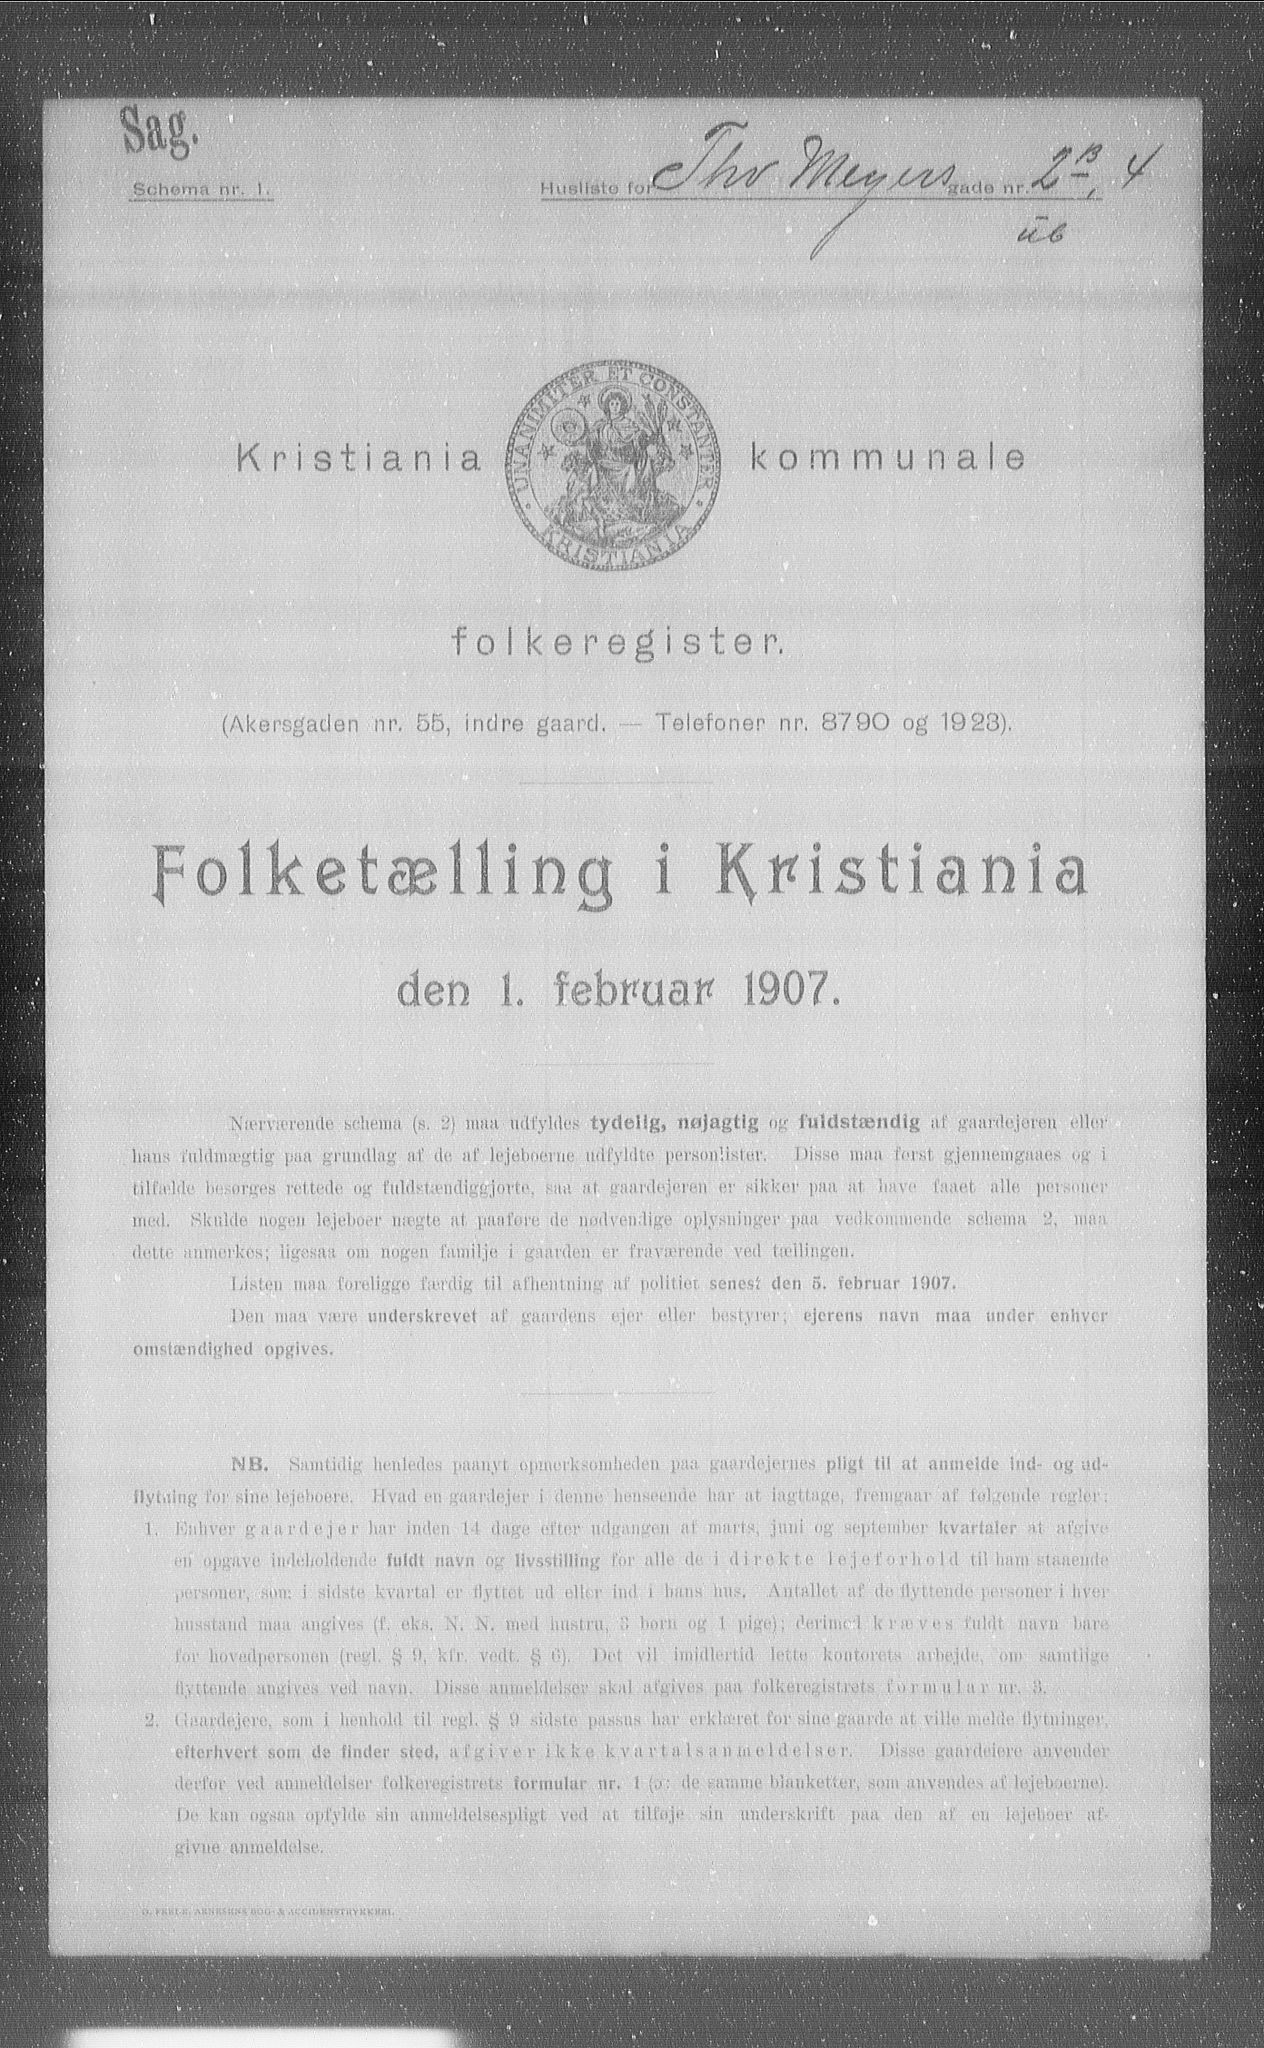 Sag.
Schema nr. 1.
Husliste for Thv Meyers gade nr. 2B, 4
ub
UNANIMITER ET CONSTANTER
KRISTIANIA
Kristiania kommunale
folkeregister.
(Akersgaden nr. 55, indre gaard. — Telefoner nr. 8790 og 1923).
Folketælling i Kristiania
den 1. februar 1907.
Nærværende schema (s. 2) maa udfyldes tydelig, nøjagtig og fuldstændig af gaardejeren eller
hans fuldmægtig paa grundlag af de af lejeboerne udfyldte personlister. Disse maa først gjennemgaaes og i
tilfælde besørges rettede og fuldstændiggjorte, saa at gaardejeren er sikker paa at have faaet alle personer
med. Skulde nogen lejeboer nægte at paaføre de nødvendige oplysninger paa vedkommende schema 2, maa
dette anmerkes; ligesaa om nogen familje i gaarden er fraværende ved tællingen.
Listen maa foreligge færdig til afhentning af politiet senest den 5. februar 1907.
Den maa være underskrevet af gaardens ejer eller bestyrer; ejerens navn maa under enhver
omstændighed opgives.
NB. Samtidig henledes paanyt opmerksomheden paa gaardejernes pligt til at anmelde ind- og ud-
flytning for sine lejeboere. Hvad en gaardejer i denne henseende har at iagttage, fremgaar af følgende regler:
1. Enhver gaardejer har inden 14 dage efter udgangen af marts, juni og september kvartaler at afgive
en opgave indeholdende fuldt navn og livsstilling for alle de i direkte lejeforhold til ham staaende
personer, som i sidste kvartal er flyttet ud eller ind i hans hus. Antallet af de flyttende personer i hver
husstand maa angives (f. eks. N. N. med hustru, 3 børn og 1 pige); derimod kræves fuldt navn bare
for hovedpersonen (regl. § 9, kfr. vedt. § 6). Det vil imidlertid lette kontorets arbejde, om samtlige
flyttende angives ved navn. Disse anmeldelser skal afgives paa folkeregistrets formular nr. 3.
2. Gaardejere, som i henhold til regl. § 9 sidste passus har erklæret for sine gaarde at ville melde flytninger,
efterhvert som de finder sted, afgiver ikke kvartalsanmeldelser. Disse gaardeiere anvender
derfor ved anmeldelser folkeregistrets formular nr. 1 (ɔ: de samme blanketter, som anvendes af lejeboerne).
De kan ogsaa opfylde sin anmeldelsespligt ved at tilføje sin underskrift paa den af en lejeboer af-
givne anmeldelse.
O. FREDR. ARNESENS BOG- & ACCIDENSTRYKKERI.